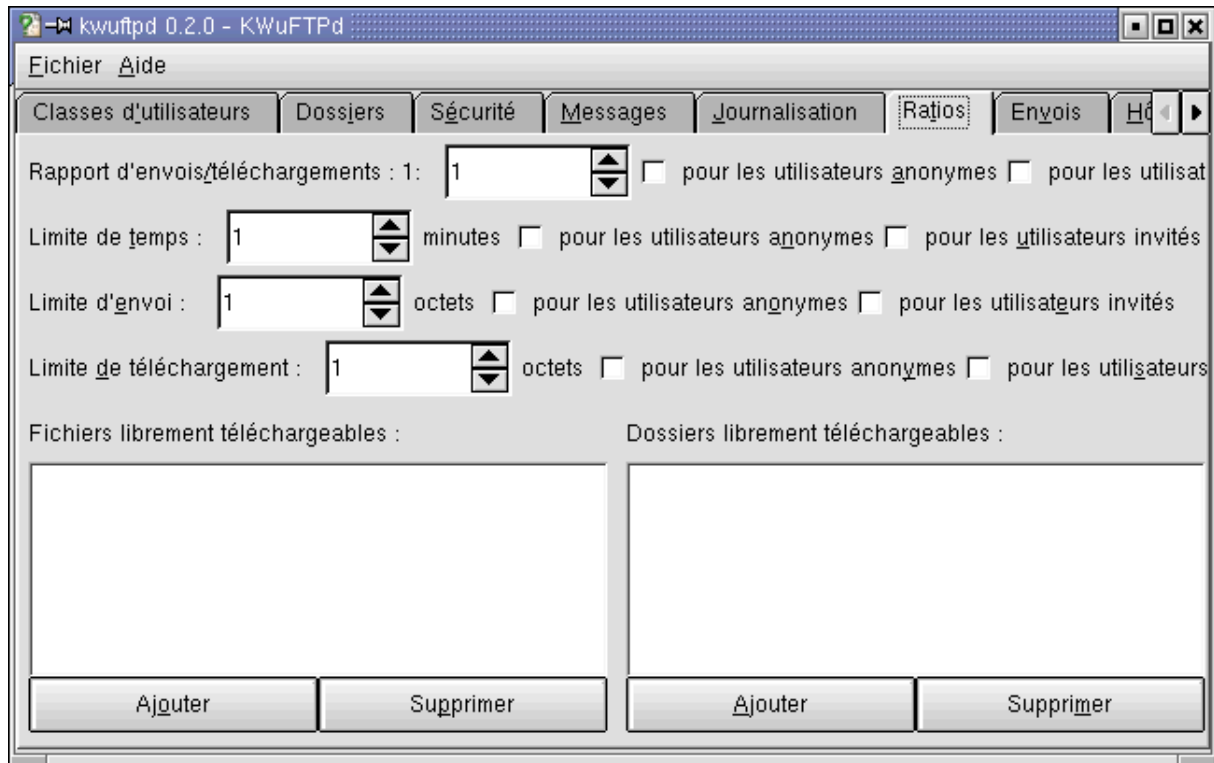 kwuftpd 0.2.0 - KWuFTPd
Fichier Aide
Classes d'utilisateurs Dossiers Sécurité Messages Journalisation Ratios Envois Hô
Rapport d'envois/téléchargements : 1: 1 pour les utilisateurs anonymes pour les utilisat
Limite de temps : 1 minutes pour les utilisateurs anonymes pour les utilisateurs invités
Limite d'envoi : 1 octets pour les utilisateurs anonymes pour les utilisateurs invités
Limite de téléchargement : 1 octets pour les utilisateurs anonymes pour les utilisateurs
Fichiers librement téléchargeables : Dossiers librement téléchargeables :
Ajouter Supprimer Ajouter Supprimer